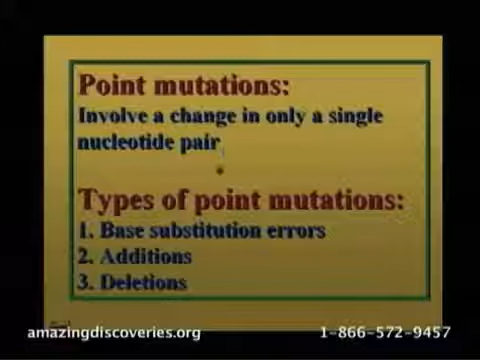 Point mutations:
Involve a change in only a single
nucleotide pair
Types of point mutations:
1. Base substitution errors
2. Additions
3. Deletions
amazingdiscoveries.org
1-866-572-9457